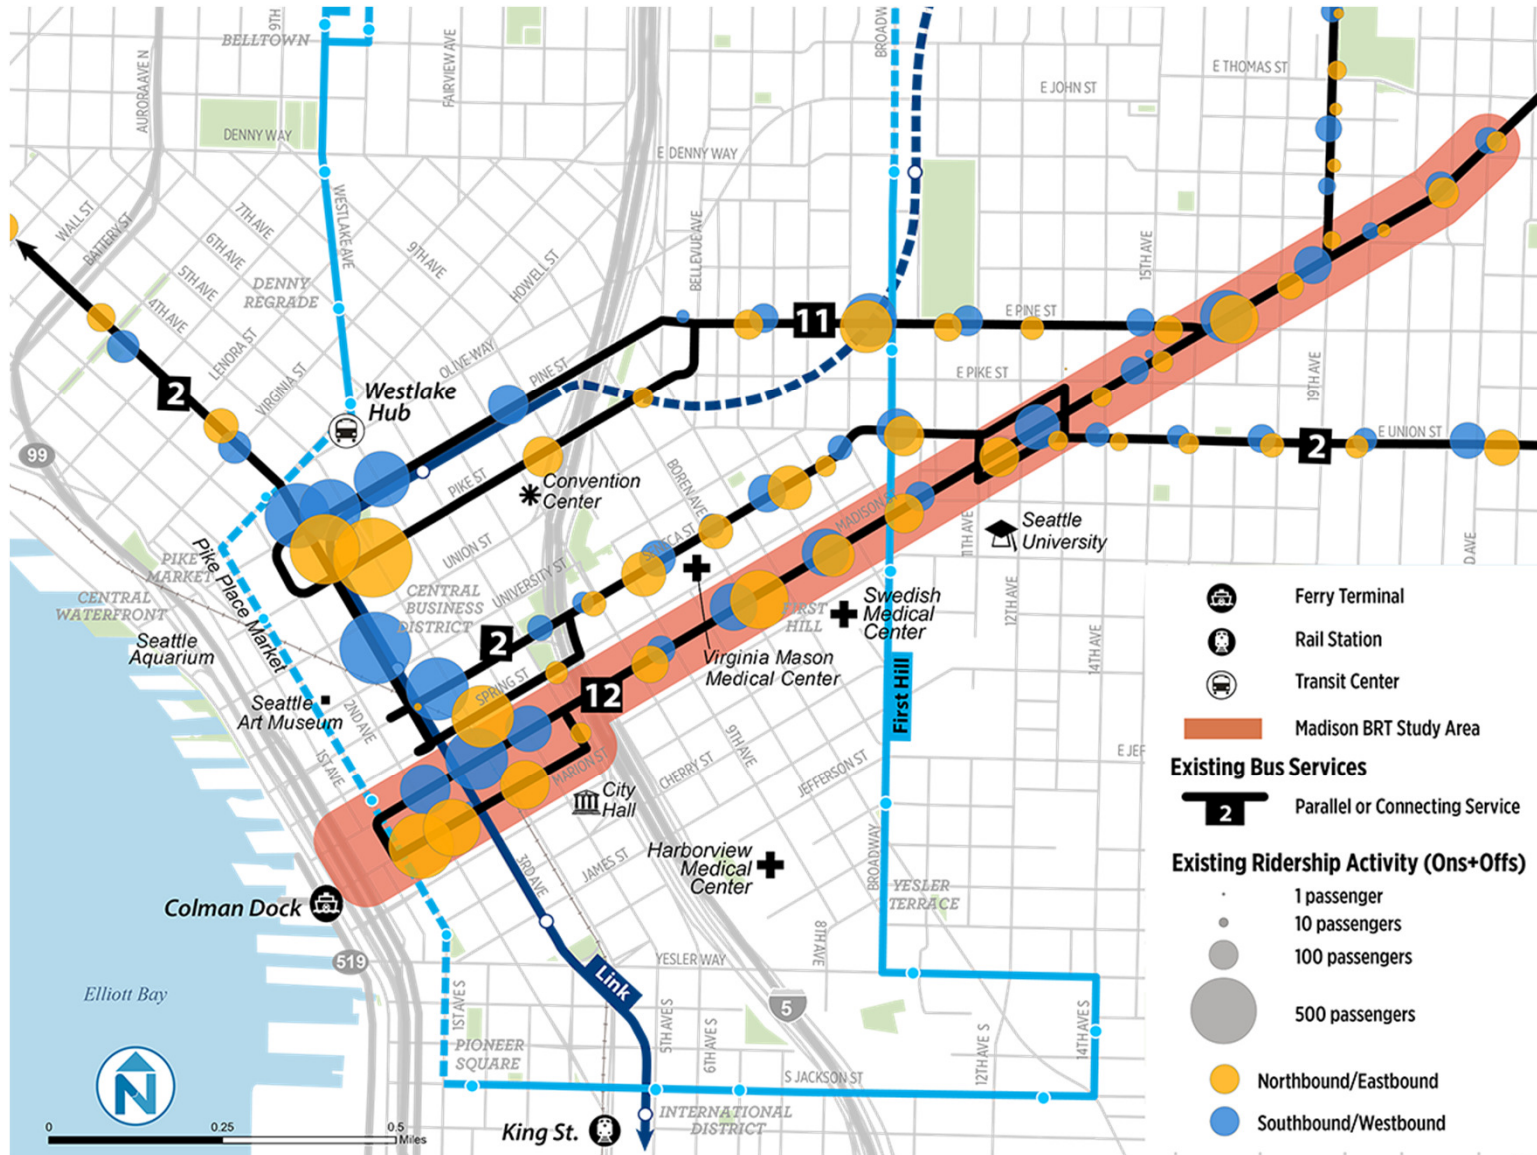 9TH
BELLTOWN
AURORA AVE N
FAIRVIEW AVE
BROADW
E THOMAS ST
E JOHN ST
DENNY WAY
E DENNY WAY
WALL ST
BATTERY ST
7TH AVE
6TH AVE
5TH AVE
4TH AVE
WESTLAKE AVE
9TH AVE
HOWELL ST
BELLEVUE AVE
15TH AVE
DENNY
REGRADE
LENORA ST
VIRGINIA ST
OLIVE WAY
PINE ST
11
E PINE ST
E PIKE ST
19TH AVE
2
Westlake
Hub
99
PIKE ST
Convention
Center
BOREN AVE
E UNION ST
2
MADISON
11TH AVE
Seattle
University
D AVE
UNION ST
UNIVERSITY ST
SENECA ST
PIKE
MARKET
Pike Place Market
CENTRAL
WATERFRONT
CENTRAL
BUSINESS
DISTRICT
Seattle
Aquarium
2
FIRST
HILL
Swedish
Medical
Center
12TH AVE
14TH AVE
Virginia Mason
Medical Center
SPRING ST
12
Seattle
Art Museum
2ND AVE
1ST AVE
First Hill
9TH AVE
CHERRY ST
JEFFERSON ST
E JEF
MARION ST
City
Hall
3RD AVE
JAMES ST
Harborview
Medical
Center
BROADWAY
YESLER
TERRACE
Colman Dock
519
8TH AVE
YESLER WAY
Link
Elliott Bay
5
1ST AVE S
5TH AVE S
6TH AVE S
12TH AVE S
14TH AVE S
PIONEER
SQUARE
S JACKSON ST
N
INTERNATIONAL
DISTRICT
King St.
0
0.25
0.5
Miles
Ferry Terminal
Rail Station
Transit Center
Madison BRT Study Area
Existing Bus Services
2
Parallel or Connecting Service
Existing Ridership Activity (Ons+Offs)
1 passenger
10 passengers
100 passengers
500 passengers
Northbound/Eastbound
Southbound/Westbound